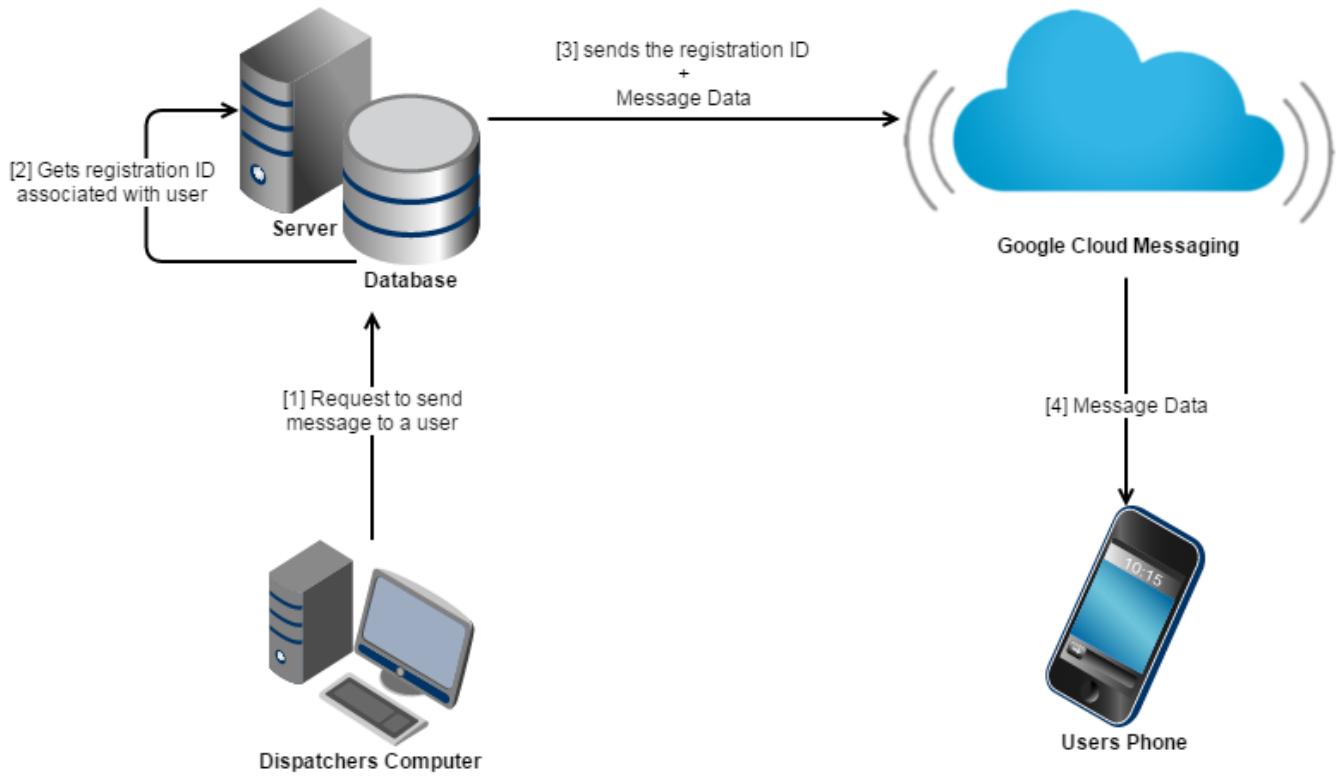 [3] sends the registration ID
+
Message Data
[2] Gets registration ID
associated with user
Server
Database
Google Cloud Messaging
[1] Request to send
message to a user
[4] Message Data
10:15
Dispatchers Computer
Users Phone